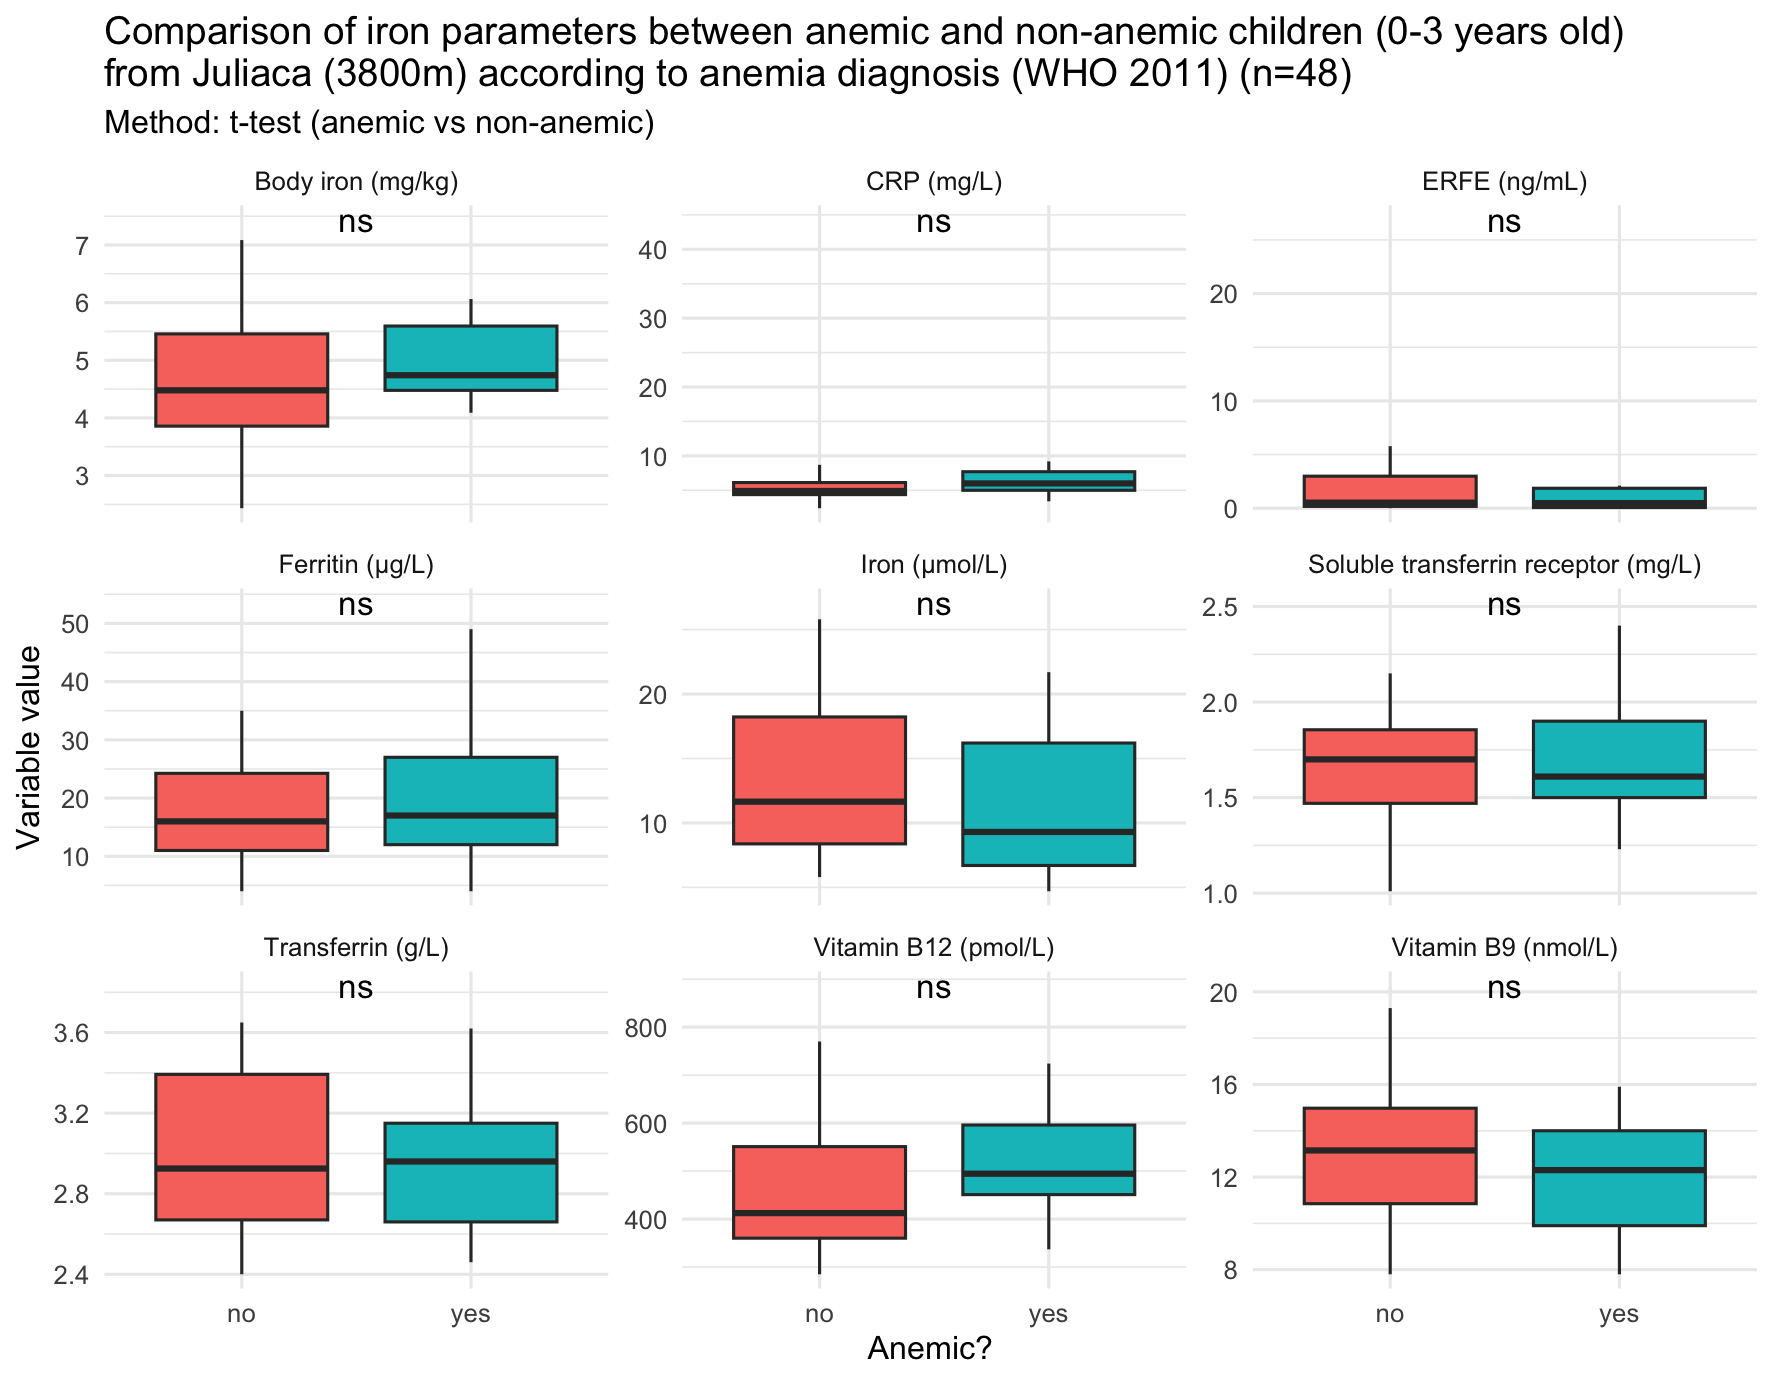 Comparison of iron parameters between anemic and non-anemic children (0-3 years old)
from Juliaca (3800m) according to anemia diagnosis (WHO 2011) (n=48)
Method: t-test (anemic vs non-anemic)
Body iron (mg/kg)
ns
7
6
5
4
3
CRP (mg/L)
ns
40
30
20
10
ERFE (ng/mL)
ns
20
10
0
Variable value
Ferritin (µg/L)
ns
50
40
30
20
10
Iron (µmol/L)
ns
20
10
Soluble transferrin receptor (mg/L)
ns
2.5
2.0
1.5
1.0
Transferrin (g/L)
ns
3.6
3.2
2.8
2.4
no
yes
Vitamin B12 (pmol/L)
ns
800
600
400
no
yes
Vitamin B9 (nmol/L)
ns
20
16
12
8
no
yes
Anemic?